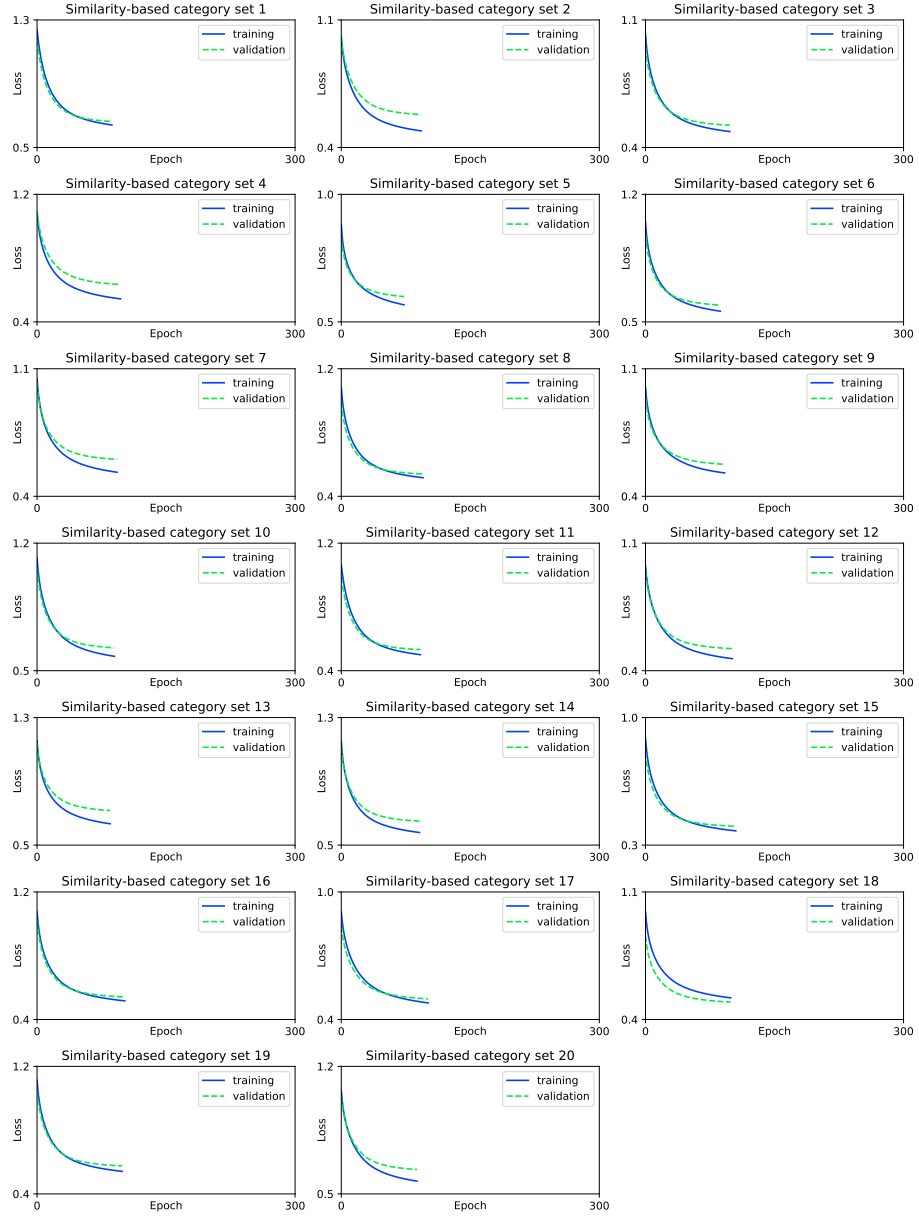 Similarity-based category set 1
1.3
training
validation
Loss
0.5
0
Epoch
300
Similarity-based category set 2
1.1
training
validation
Loss
0.4
0
Epoch
300
Similarity-based category set 3
1.1
training
validation
Loss
0.4
0
Epoch
300
Similarity-based category set 4
1.2
training
validation
Loss
0.4
0
Epoch
300
Similarity-based category set 5
1.0
training
validation
Loss
0.5
0
Epoch
300
Similarity-based category set 6
1.2
training
validation
Loss
0.5
0
Epoch
300
Similarity-based category set 7
1.1
training
validation
Loss
0.4
0
Epoch
300
Similarity-based category set 8
1.2
training
validation
Loss
0.4
0
Epoch
300
Similarity-based category set 9
1.1
training
validation
Loss
0.4
0
Epoch
300
Similarity-based category set 10
1.2
training
validation
Loss
0.5
0
Epoch
300
Similarity-based category set 11
1.2
training
validation
Loss
0.4
0
Epoch
300
Similarity-based category set 12
1.1
training
validation
Loss
0.4
0
Epoch
300
Similarity-based category set 13
1.3
training
validation
Loss
0.5
0
Epoch
300
Similarity-based category set 14
1.3
training
validation
Loss
0.5
0
Epoch
300
Similarity-based category set 15
1.0
training
validation
Loss
0.3
0
Epoch
300
Similarity-based category set 16
1.2
training
validation
Loss
0.4
0
Epoch
300
Similarity-based category set 17
1.0
training
validation
Loss
0.4
0
Epoch
300
Similarity-based category set 18
1.1
training
validation
Loss
0.4
0
Epoch
300
Similarity-based category set 19
1.2
training
validation
Loss
0.4
0
Epoch
300
Similarity-based category set 20
1.2
training
validation
Loss
0.5
0
Epoch
300